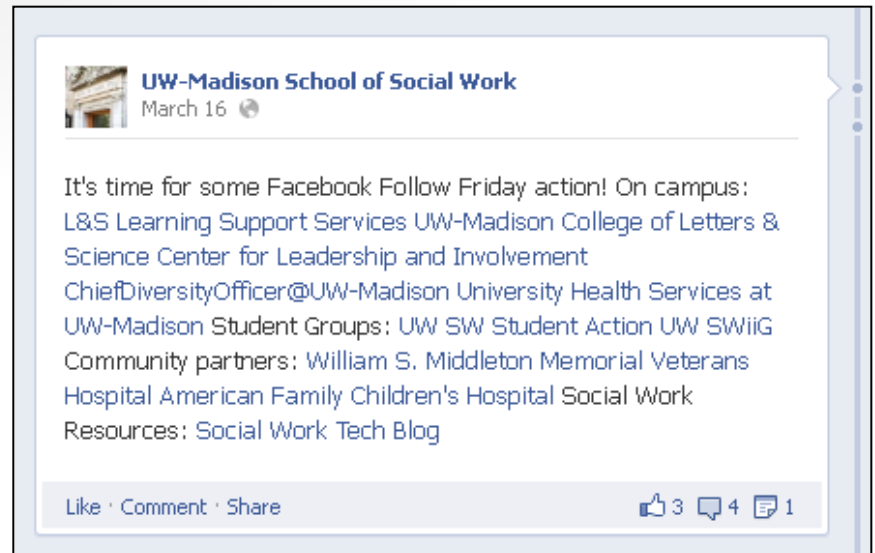 UW-Madison School of Social Work
March 16
It's time for some Facebook Follow Friday action! On campus:
L&S Learning Support Services UW-Madison College of Letters &
Science Center for Leadership and Involvement
ChiefDiversityOfficer@UW-Madison University Health Services at
UW-Madison Student Groups: UW SW Student Action UW SWiiG
Community partners: William S. Middleton Memorial Veterans
Hospital American Family Children's Hospital Social Work
Resources: Social Work Tech Blog
Like · Comment · Share 3 4 1